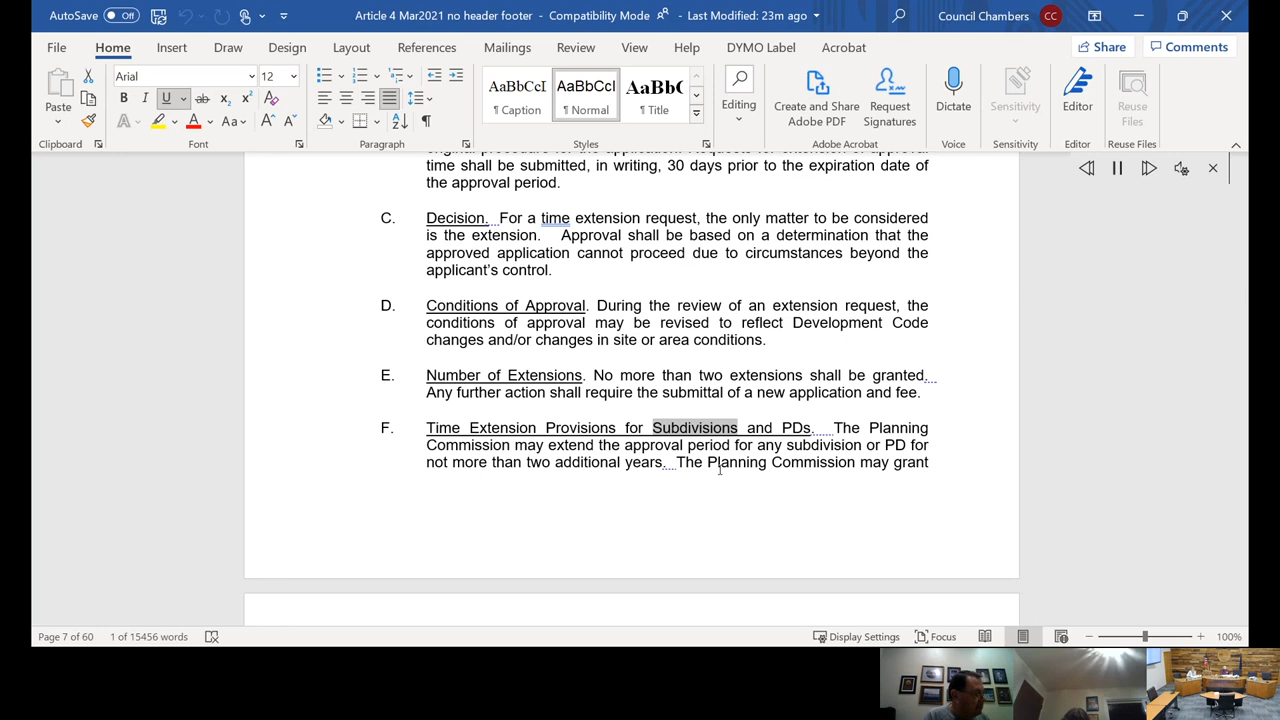 AutoSave Off Article 4 Mar2021 no header footer - Compatibility Mode Last Modified: 23m ago Council Chambers CC
File Home Insert Draw Design Layout References Mailings Review View Help DYMO Label Acrobat Share Comments
Paste Arial 12 AaBbCcI AaBbCcI AaBbC Editing Create and Share Request Dictate Sensitivity Editor Reuse
B I U ab x₂ x² ¶ Caption ¶ Normal ¶ Title Adobe PDF Signatures Files
A A Aa A A
Clipboard Font Paragraph Styles Adobe Acrobat Voice Sensitivity Editor Reuse Files
time shall be submitted, in writing, 30 days prior to the expiration date of
the approval period.
C. Decision. For a time extension request, the only matter to be considered
is the extension. Approval shall be based on a determination that the
approved application cannot proceed due to circumstances beyond the
applicant's control.
D. Conditions of Approval. During the review of an extension request, the
conditions of approval may be revised to reflect Development Code
changes and/or changes in site or area conditions.
E. Number of Extensions. No more than two extensions shall be granted.
Any further action shall require the submittal of a new application and fee.
F. Time Extension Provisions for Subdivisions and PDs. The Planning
Commission may extend the approval period for any subdivision or PD for
not more than two additional years. The Planning Commission may grant
Page 7 of 60 1 of 15456 words Display Settings Focus 100%